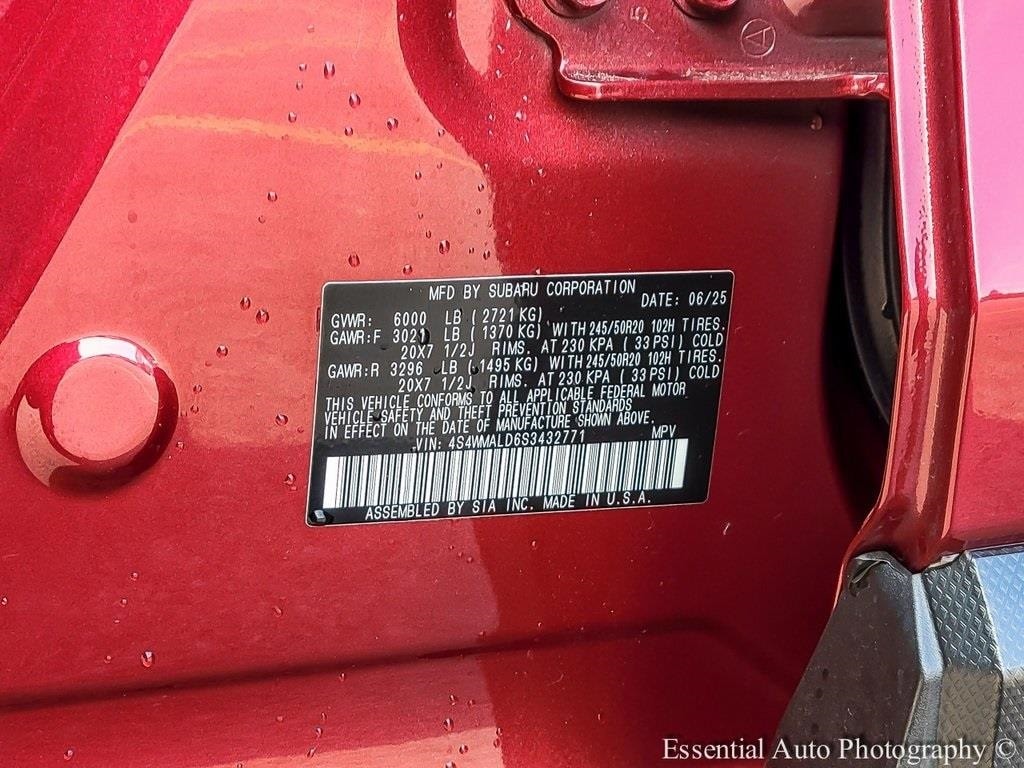 5
A
MFD BY SUBARU CORPORATION
GVWR: 6000 LB ( 2721 KG) DATE: 06/25
GAWR:F 3021 LB ( 1370 KG) WITH 245/50R20 102H TIRES.
20X7 1/2J RIMS. AT 230 KPA ( 33 PSI) COLD
GAWR:R 3296 LB ( 1495 KG) WITH 245/50R20 102H TIRES.
20X7 1/2J RIMS. AT 230 KPA ( 33 PSI) COLD
THIS VEHICLE CONFORMS TO ALL APPLICABLE FEDERAL MOTOR
VEHICLE SAFETY AND THEFT PREVENTION STANDARDS
IN EFFECT ON THE DATE OF MANUFACTURE SHOWN ABOVE.
VIN: 4S4WMALD6S3432771 MPV
ASSEMBLED BY SIA INC. MADE IN U.S.A.
Essential Auto Photography ©